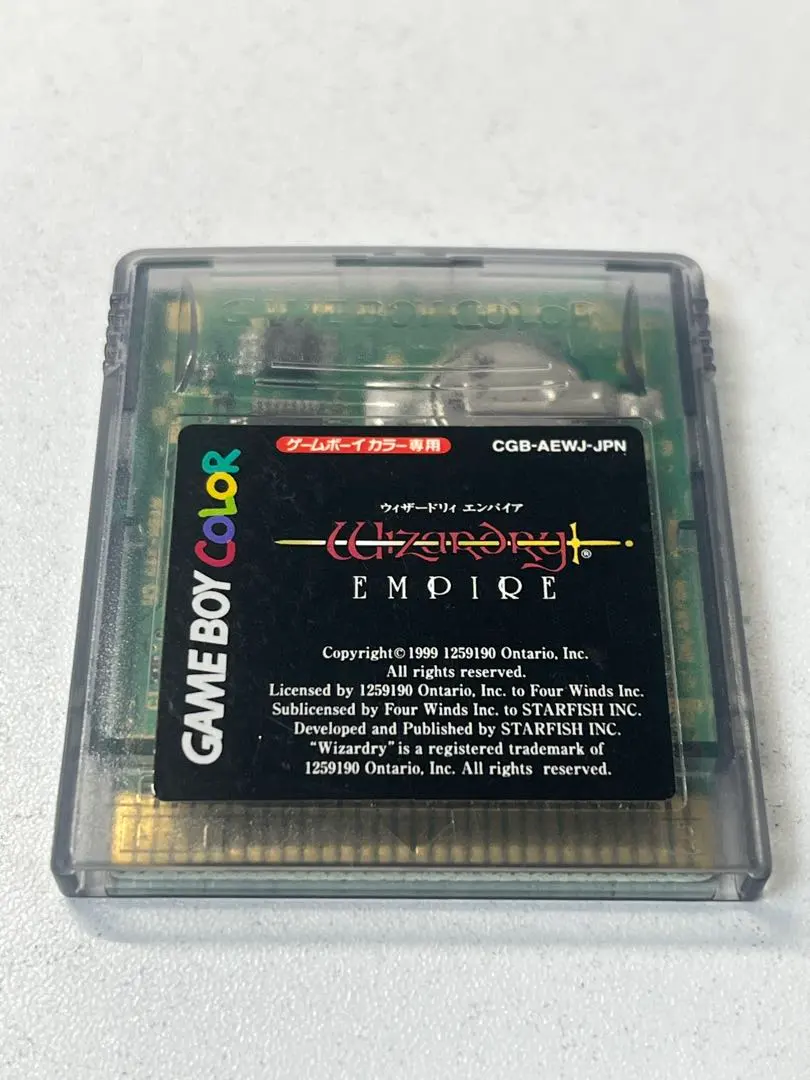 GAME BOY COLOR
GAME BOY COLOR
ゲームボーイカラー専用
CGB-AEWJ-JPN
ウィザードリィ エンパイア
Wizardry®
EMPIRE
Copyright©1999 1259190 Ontario, Inc.
All rights reserved.
Licensed by 1259190 Ontario, Inc. to Four Winds Inc.
Sublicensed by Four Winds Inc. to STARFISH INC.
Developed and Published by STARFISH INC.
“Wizardry” is a registered trademark of
1259190 Ontario, Inc. All rights reserved.